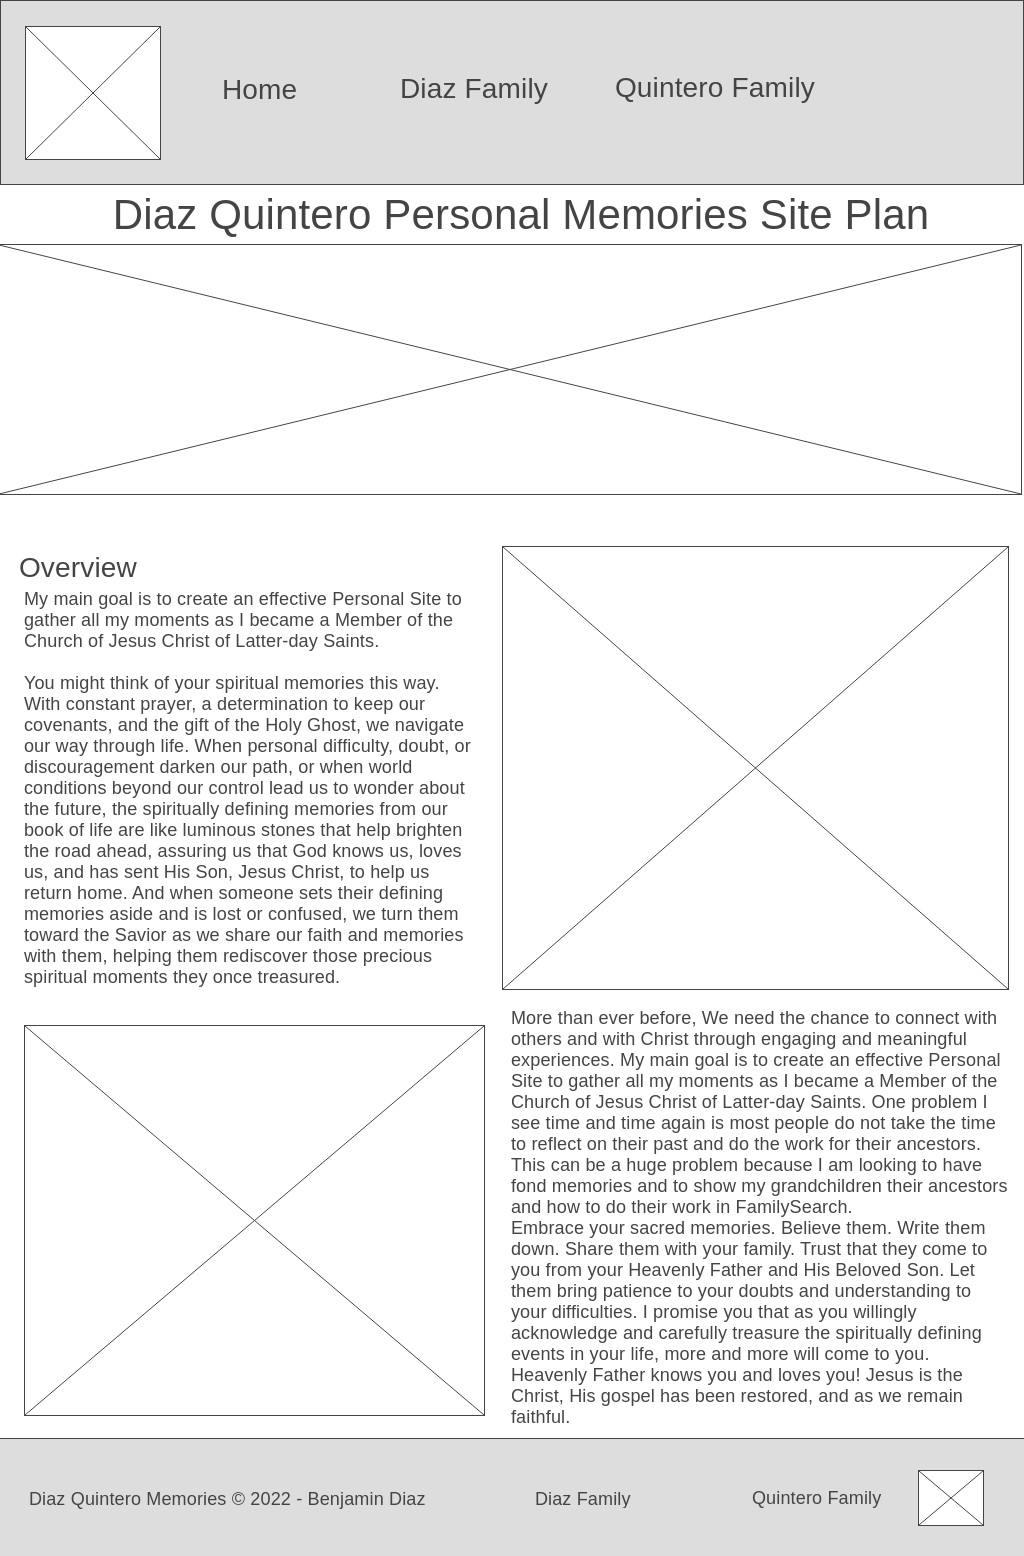 Home
Diaz Family
Quintero Family
Diaz Quintero Personal Memories Site Plan
Overview
My main goal is to create an effective Personal Site to
gather all my moments as I became a Member of the
Church of Jesus Christ of Latter-day Saints.
You might think of your spiritual memories this way.
With constant prayer, a determination to keep our
covenants, and the gift of the Holy Ghost, we navigate
our way through life. When personal difficulty, doubt, or
discouragement darken our path, or when world
conditions beyond our control lead us to wonder about
the future, the spiritually defining memories from our
book of life are like luminous stones that help brighten
the road ahead, assuring us that God knows us, loves
us, and has sent His Son, Jesus Christ, to help us
return home. And when someone sets their defining
memories aside and is lost or confused, we turn them
toward the Savior as we share our faith and memories
with them, helping them rediscover those precious
spiritual moments they once treasured.
More than ever before, We need the chance to connect with
others and with Christ through engaging and meaningful
experiences. My main goal is to create an effective Personal
Site to gather all my moments as I became a Member of the
Church of Jesus Christ of Latter-day Saints. One problem I
see time and time again is most people do not take the time
to reflect on their past and do the work for their ancestors.
This can be a huge problem because I am looking to have
fond memories and to show my grandchildren their ancestors
and how to do their work in FamilySearch.
Embrace your sacred memories. Believe them. Write them
down. Share them with your family. Trust that they come to
you from your Heavenly Father and His Beloved Son. Let
them bring patience to your doubts and understanding to
your difficulties. I promise you that as you willingly
acknowledge and carefully treasure the spiritually defining
events in your life, more and more will come to you.
Heavenly Father knows you and loves you! Jesus is the
Christ, His gospel has been restored, and as we remain
faithful.
Diaz Quintero Memories © 2022 - Benjamin Diaz
Diaz Family
Quintero Family